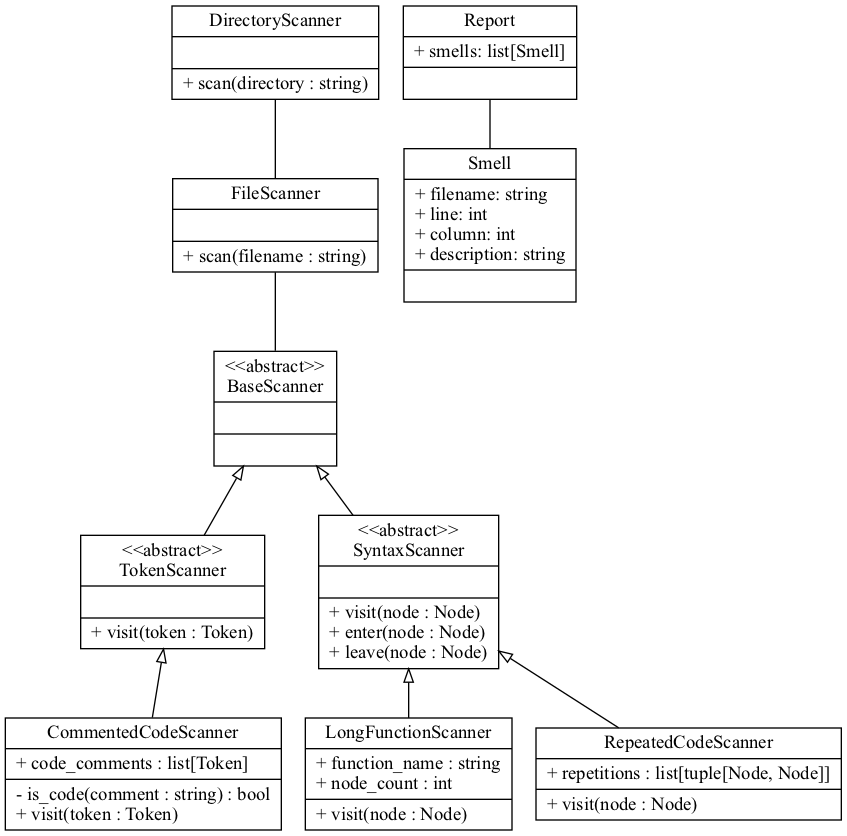 DirectoryScanner
+ scan(directory : string)
Report
+ smells: list[Smell]
Smell
+ filename: string
+ line: int
+ column: int
+ description: string
FileScanner
+ scan(filename : string)
<<abstract>>
BaseScanner
<<abstract>>
TokenScanner
+ visit(token : Token)
<<abstract>>
SyntaxScanner
+ visit(node : Node)
+ enter(node : Node)
+ leave(node : Node)
CommentedCodeScanner
+ code_comments : list[Token]
- is_code(comment : string) : bool
+ visit(token : Token)
LongFunctionScanner
+ function_name : string
+ node_count : int
+ visit(node : Node)
RepeatedCodeScanner
+ repetitions : list[tuple[Node, Node]]
+ visit(node : Node)